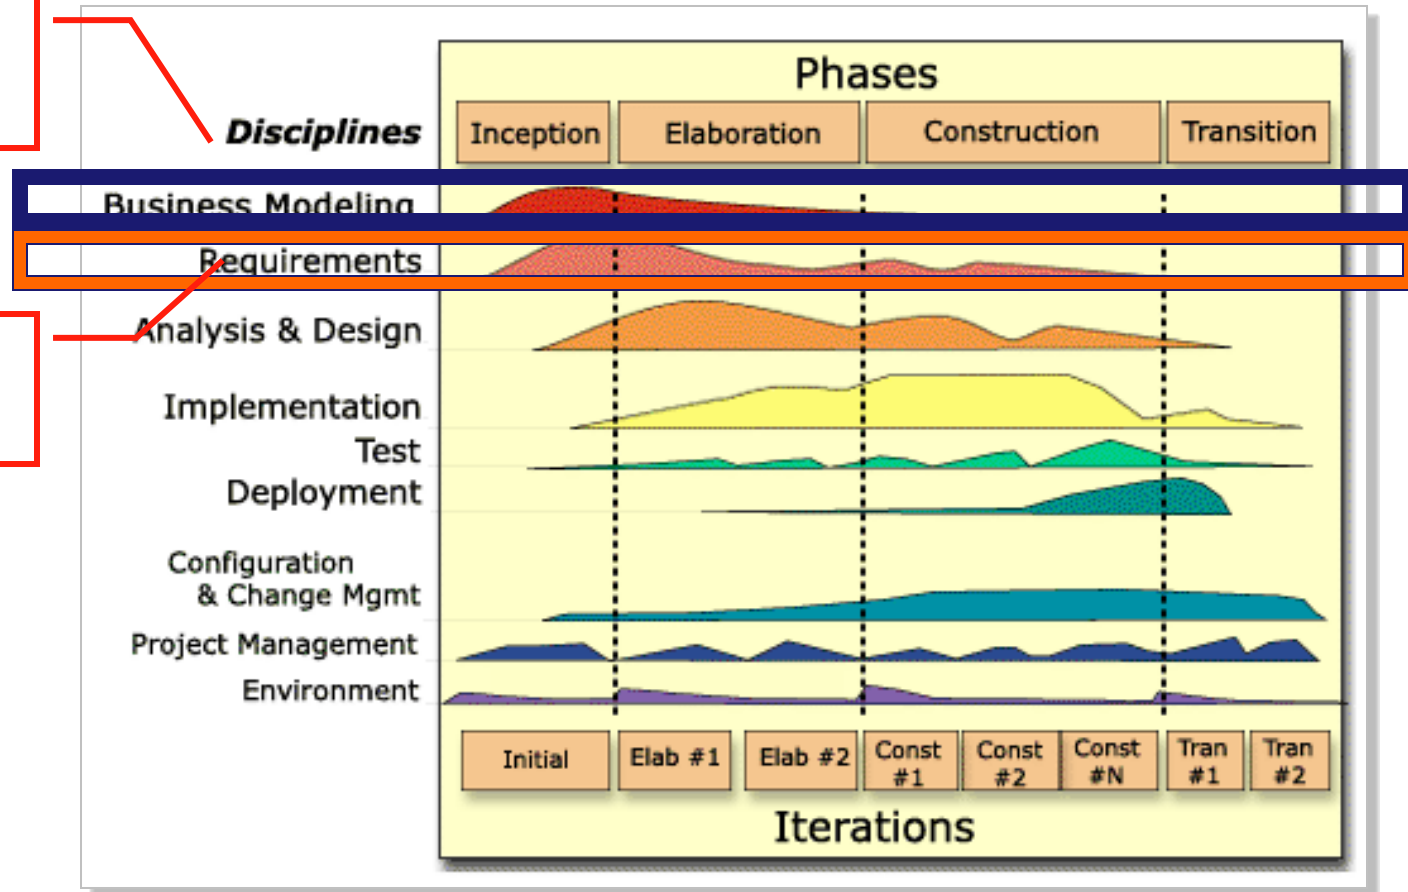 Phases
Disciplines
Inception
Elaboration
Construction
Transition
Business Modeling
Requirements
Analysis & Design
Implementation
Test
Deployment
Configuration
& Change Mgmt
Project Management
Environment
Initial
Elab #1
Elab #2
Const
#1
Const
#2
Const
#N
Tran
#1
Tran
#2
Iterations